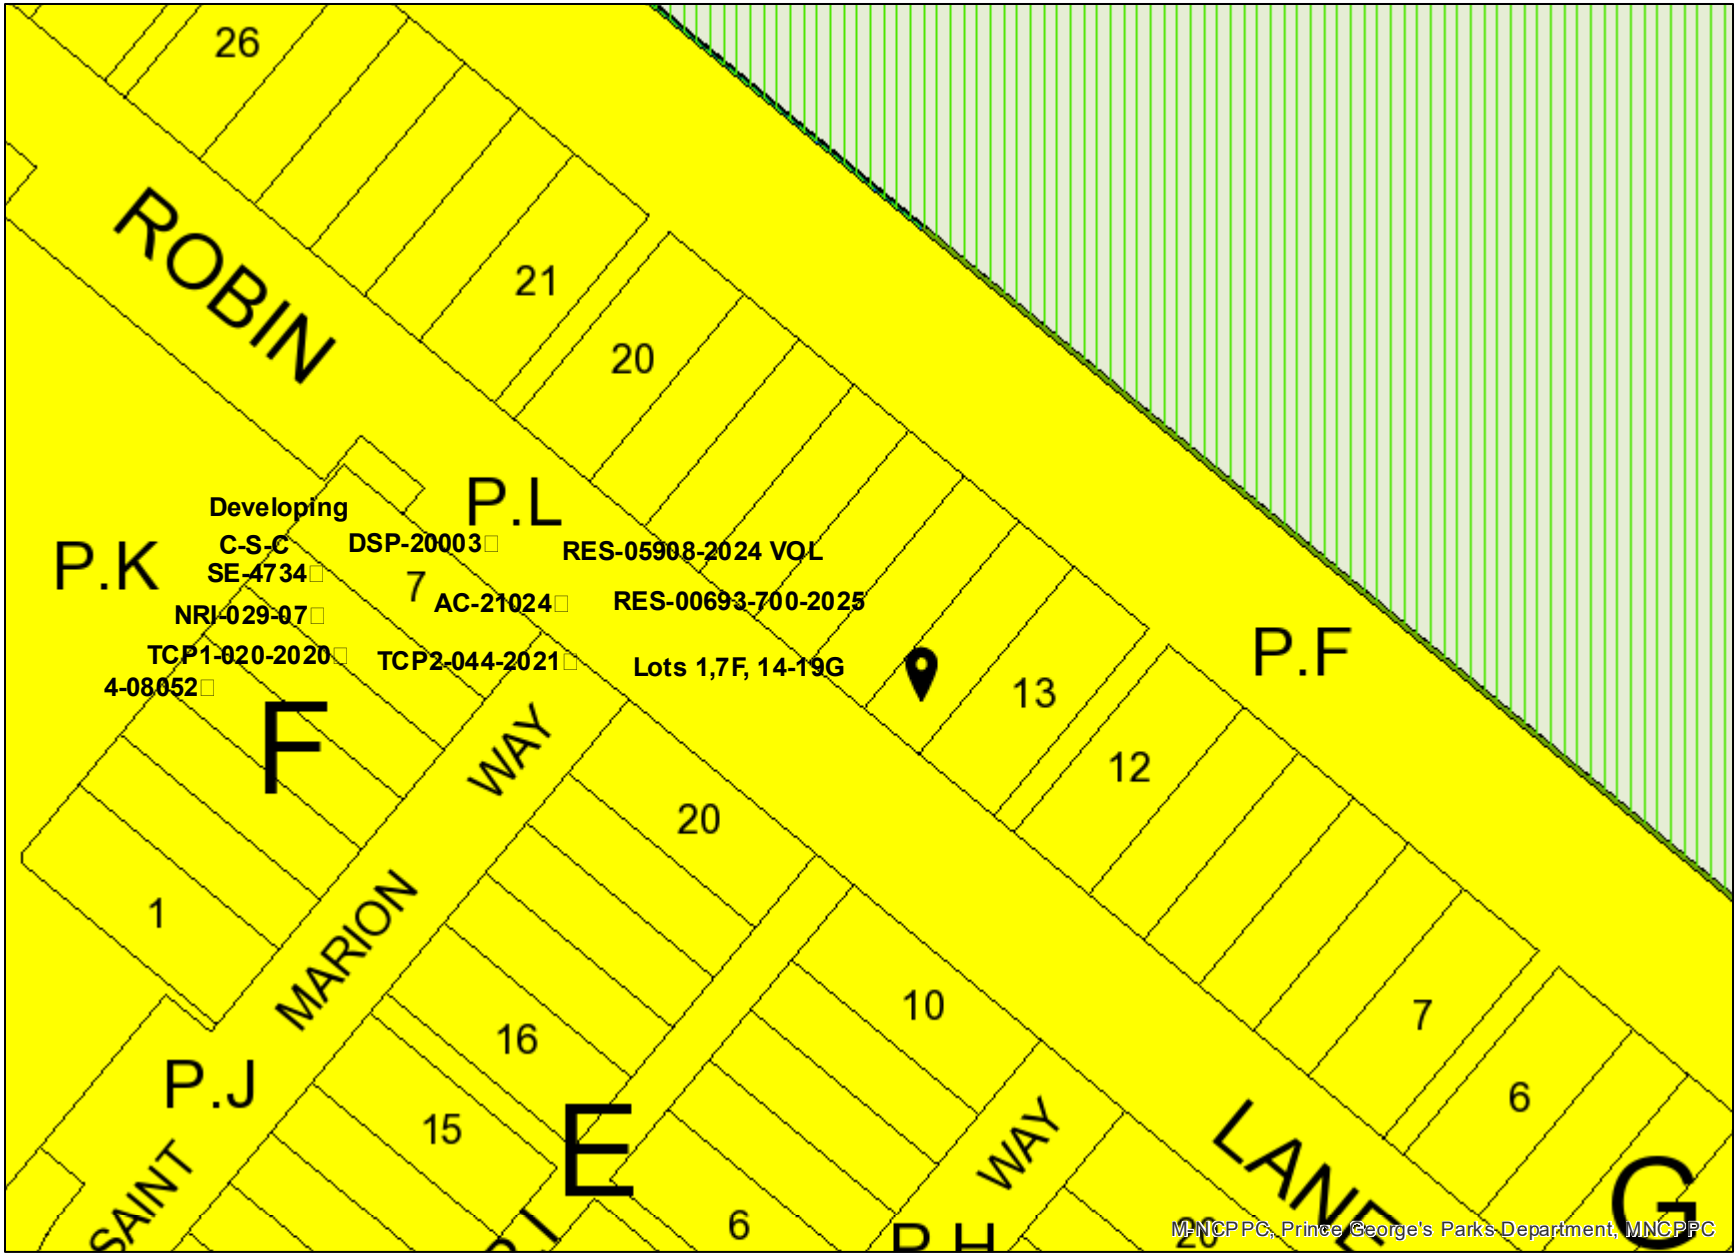 26
ROBIN
21
20
P.L
Developing
C-S-C
DSP-20003
RES-05908-2024 VOL
P.K
SE-4734
7
AC-21024
RES-00693-700-2025
NRI-029-07
TCP1-020-2020
TCP2-044-2021
Lots 1,7F, 14-19G
4-08052
P.F
13
F
WAY
12
20
1
MARION
10
7
16
P.J
6
15
E
WAY
LANE
G
SAINT
6
P.I
P.H
20
M-NCPPC, Prince George's Parks Department, MNCPPC